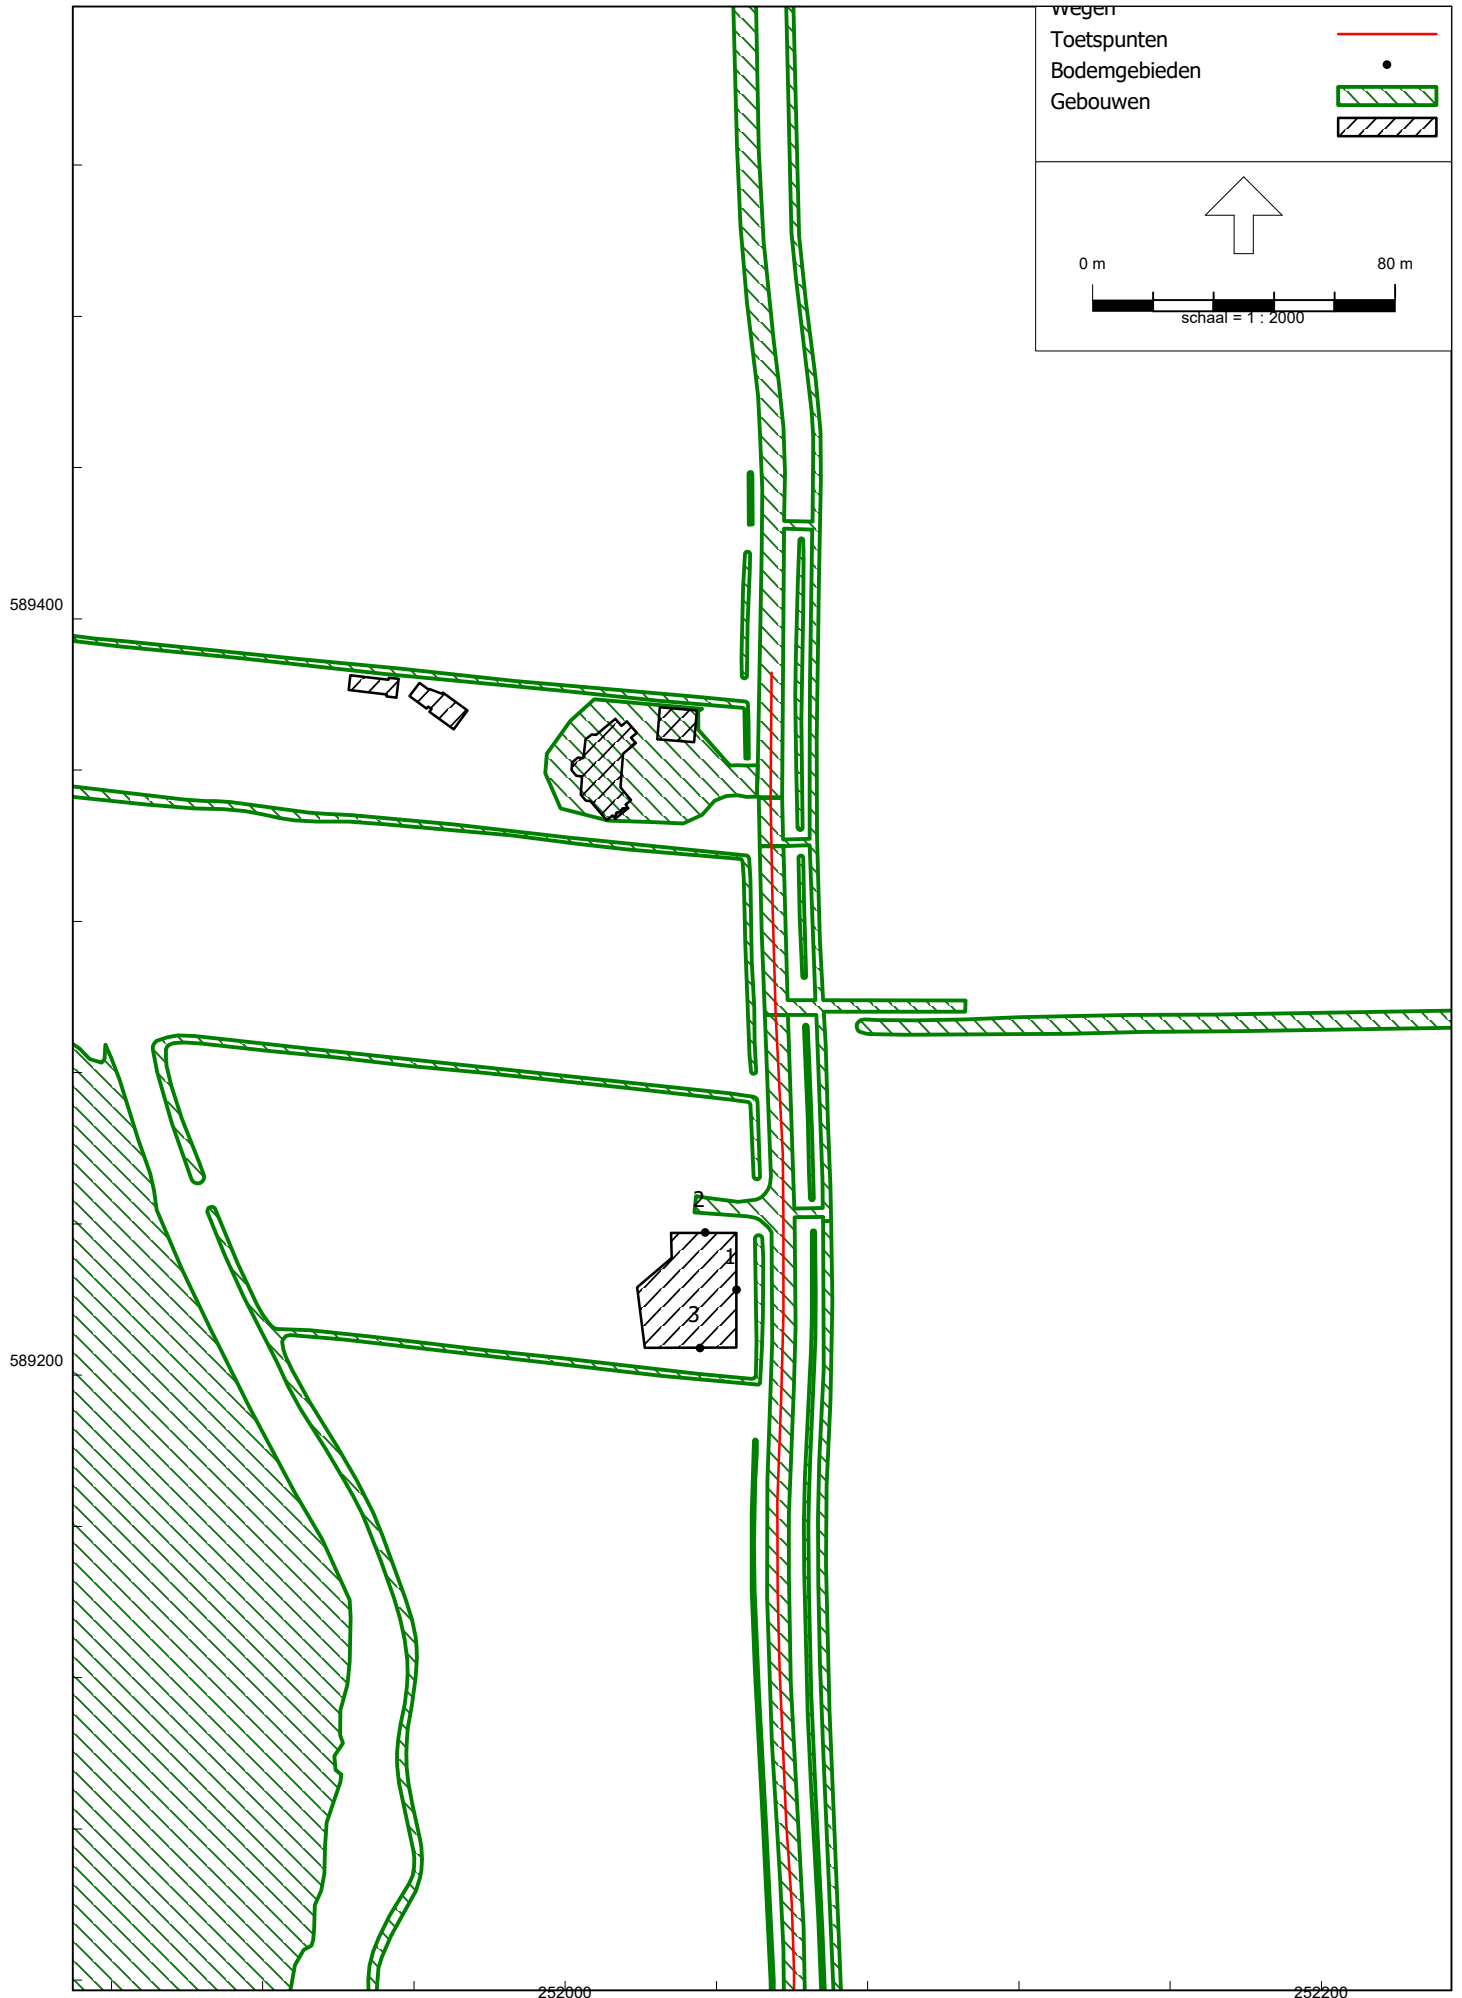 Wegen
Toetspunten
Bodemgebieden
Gebouwen
0 m 80 m
schaal = 1 : 2000
589400
2
1
3
589200
252000 252200